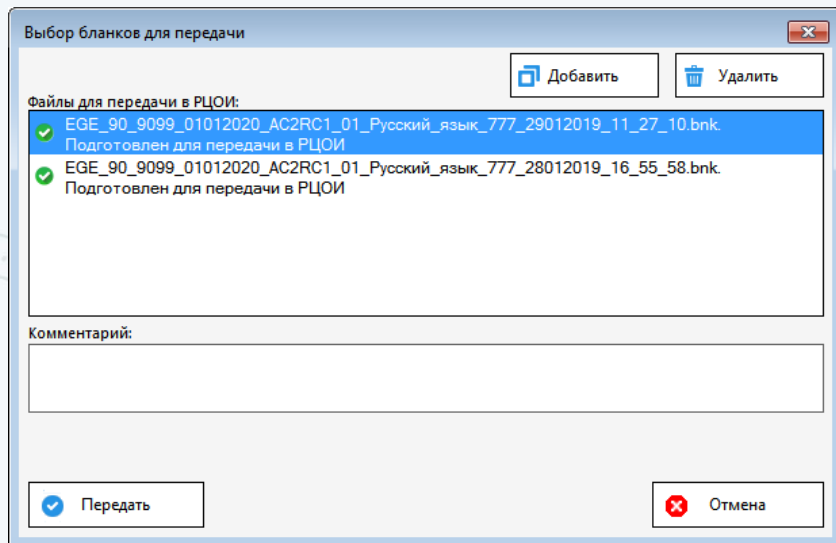 Выбор бланков для передачи
Добавить
Удалить
Файлы для передачи в РЦОИ:
EGE_90_9099_01012020_AC2RC1_01_Русский_язык_777_29012019_11_27_10.bnk.
Подготовлен для передачи в РЦОИ
EGE_90_9099_01012020_AC2RC1_01_Русский_язык_777_28012019_16_55_58.bnk.
Подготовлен для передачи в РЦОИ
Комментарий:
Передать
Отмена